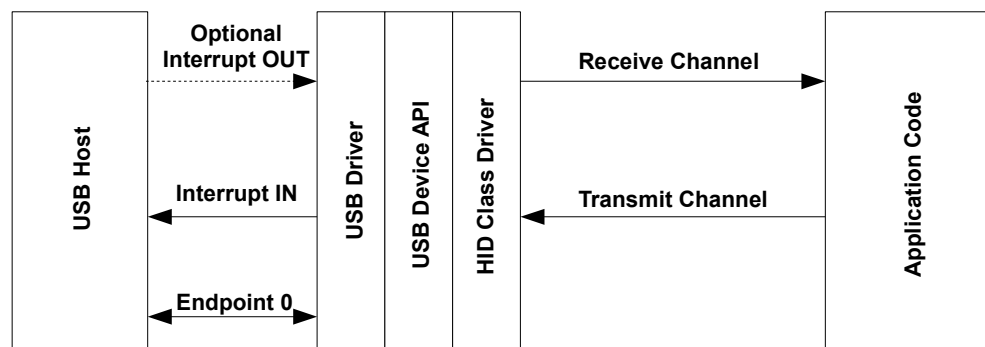 Optional
Interrupt OUT
Receive Channel
USB Host
USB Driver
USB Device API
HID Class Driver
Application Code
Interrupt IN
Transmit Channel
Endpoint 0